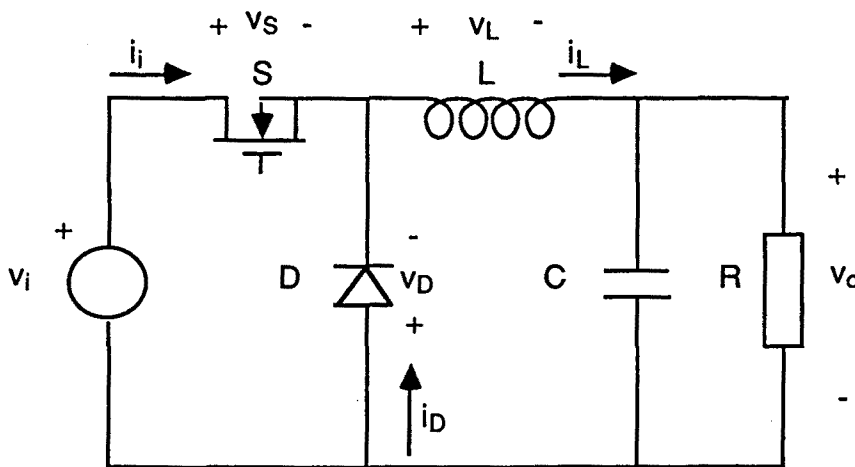 + vS - + vL -
ii S L iL
+ +
vi D - vD + C R vo
iD -